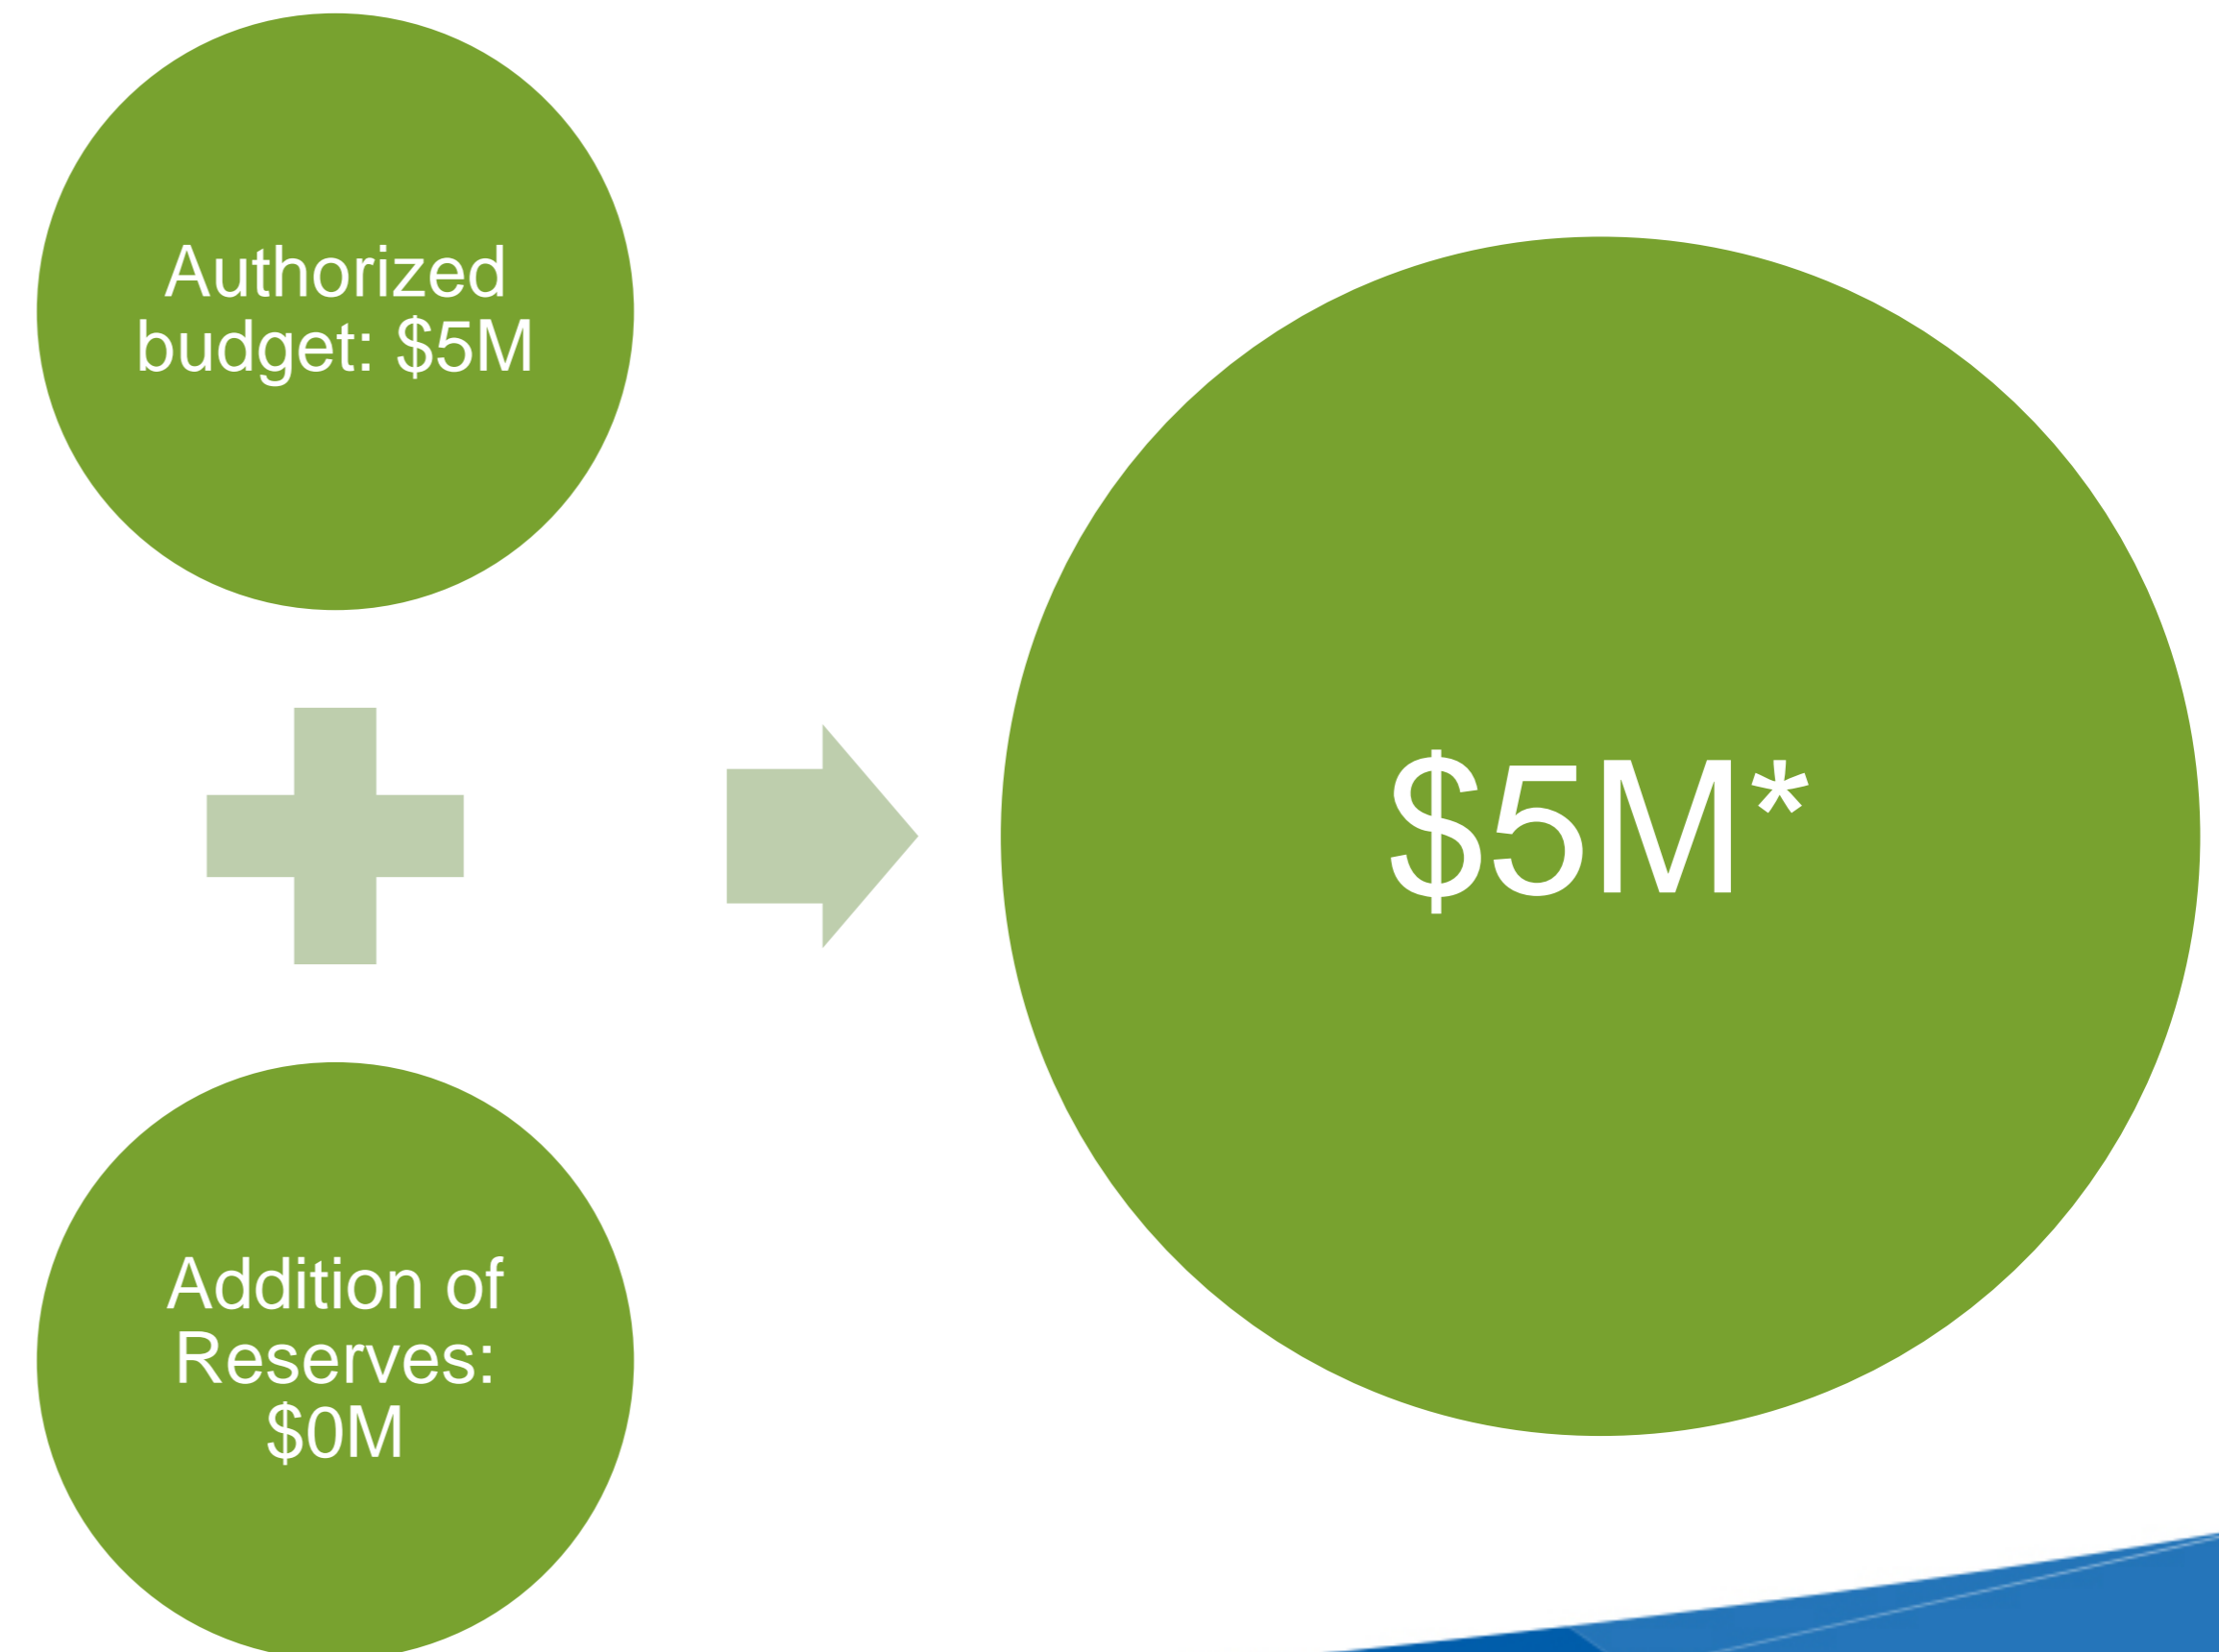 Authorized
budget: $5M
Addition of
Reserves:
$0M
$5M*